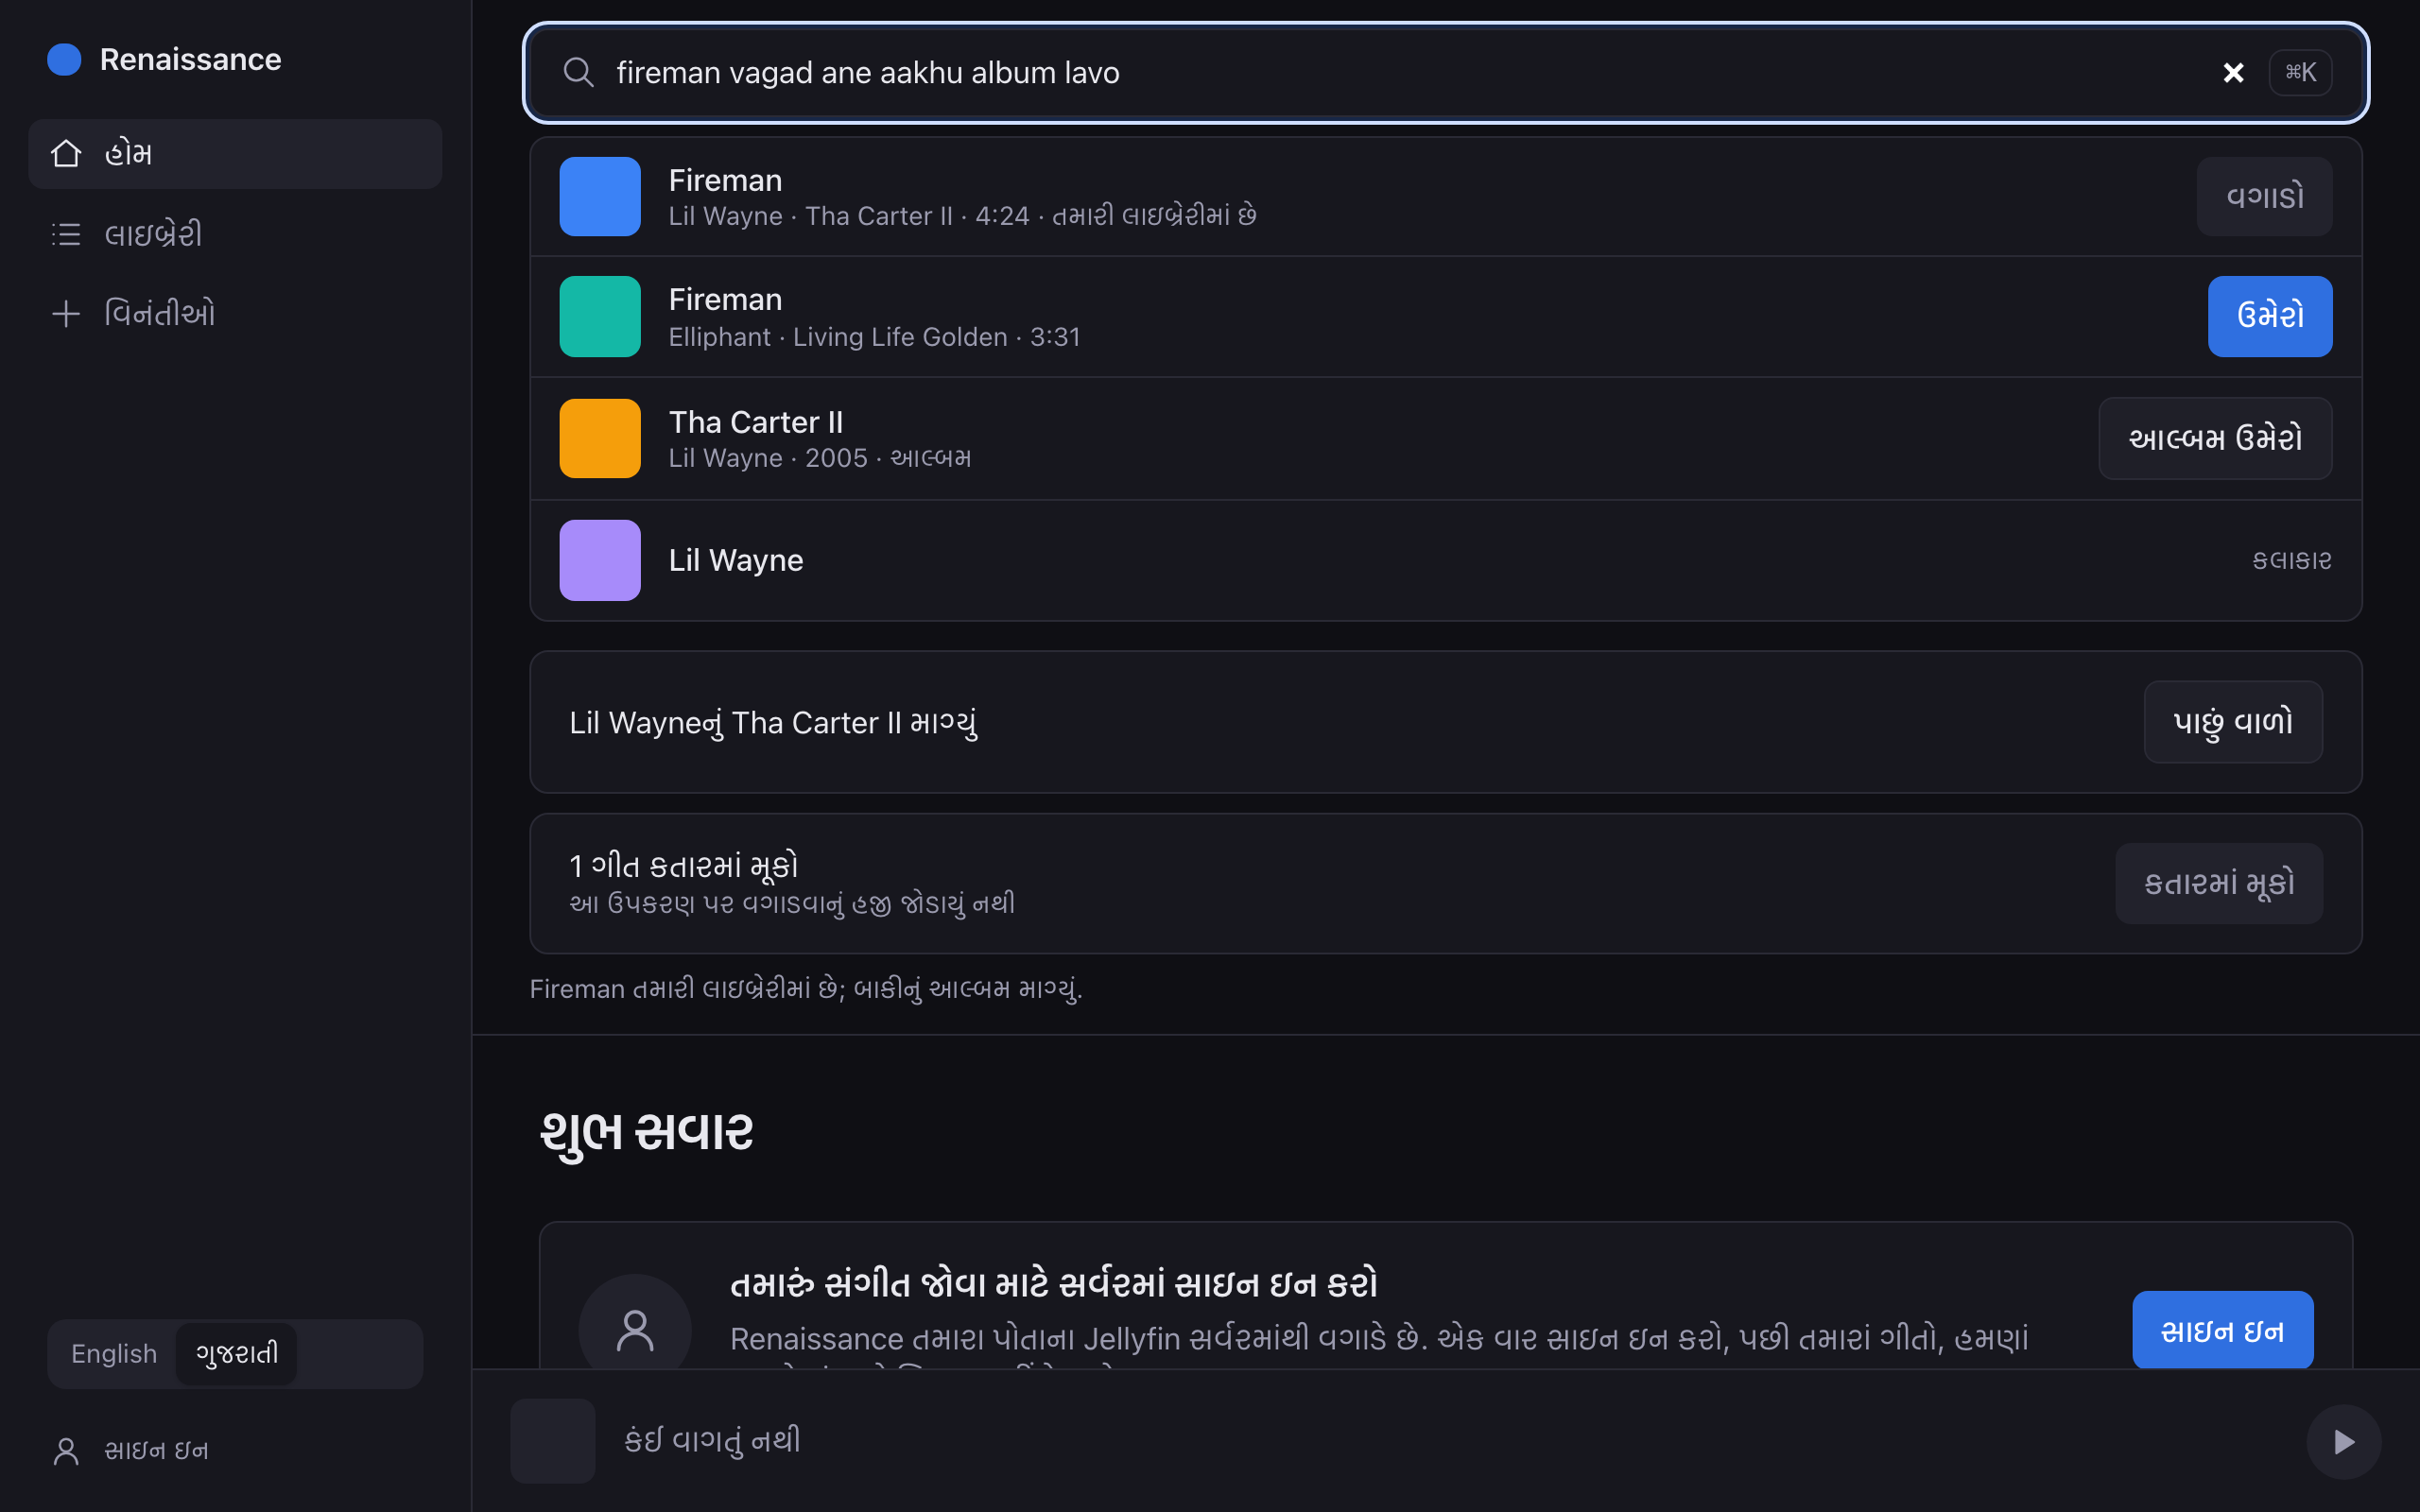 Renaissance
હોમ
લાઇબ્રેરી
વિનંતીઓ
English ગુજરાતી
સાઇન ઇન
fireman vagad ane aakhu album lavo
⌘K
Fireman
Lil Wayne · Tha Carter II · 4:24 · તમારી લાઇબ્રેરીમાં છે
વગાડો
Fireman
Elliphant · Living Life Golden · 3:31
ઉમેરો
Tha Carter II
Lil Wayne · 2005 · આલ્બમ
આલ્બમ ઉમેરો
Lil Wayne
કલાકાર
Lil Wayneનું Tha Carter II માગ્યું
પાછું વાળો
1 ગીત કતારમાં મૂકો
આ ઉપકરણ પર વગાડવાનું હજી જોડાયું નથી
કતારમાં મૂકો
Fireman તમારી લાઇબ્રેરીમાં છે; બાકીનું આલ્બમ માગ્યું.
શુભ સવાર
તમારું સંગીત જોવા માટે સર્વરમાં સાઇન ઇન કરો
Renaissance તમારા પોતાના Jellyfin સર્વરમાંથી વગાડે છે. એક વાર સાઇન ઇન કરો, પછી તમારાં ગીતો, હમણાં
સાઇન ઇન
કંઈ વાગતું નથી